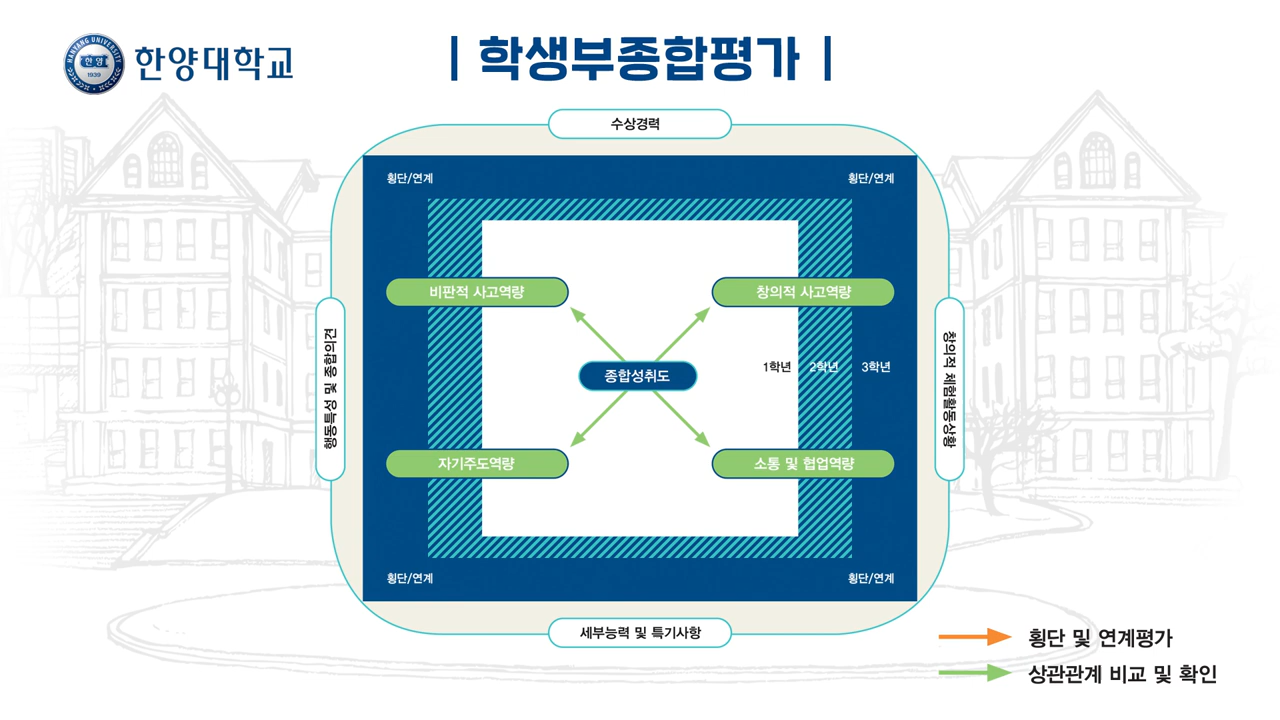 HANYANG UNIVERSITY
한양
1939
한양대학교
| 학생부종합평가 |
수상경력
횡단/연계
횡단/연계
비판적 사고역량
창의적 사고역량
행동특성 및 종합의견
종합성취도
1학년
2학년
3학년
창의적 체험활동상황
자기주도역량
소통 및 협업역량
횡단/연계
횡단/연계
세부능력 및 특기사항
횡단 및 연계평가
상관관계 비교 및 확인